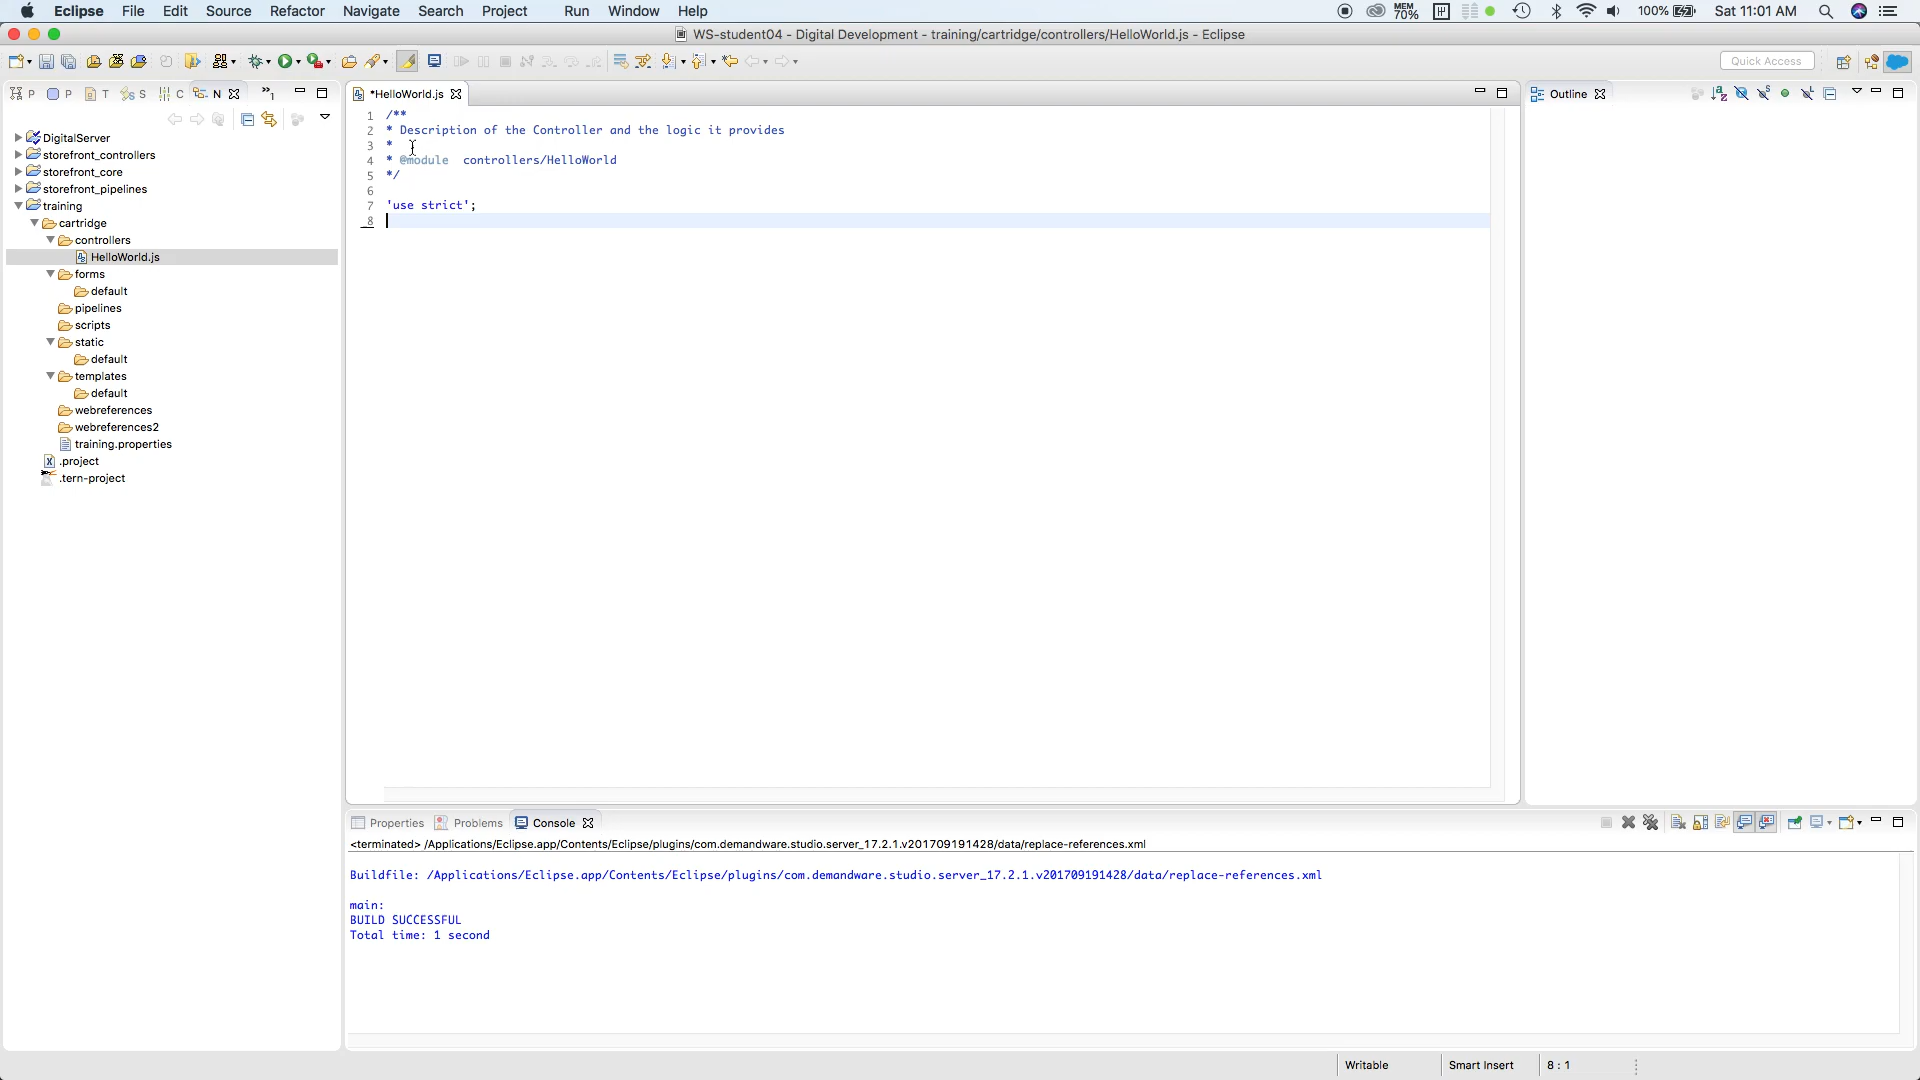 Eclipse File Edit Source Refactor Navigate Search Project Run Window Help
MEM 70% 100% Sat 11:01 AM
WS-student04 - Digital Development - training/cartridge/controllers/HelloWorld.js - Eclipse
Quick Access
P P T S C N »1
*HelloWorld.js
Outline
DigitalServer
storefront_controllers
storefront_core
storefront_pipelines
training
cartridge
controllers
HelloWorld.js
forms
default
pipelines
scripts
static
default
templates
default
webreferences
webreferences2
training.properties
.project
.tern-project
1 /**
2 * Description of the Controller and the logic it provides
3 *
4 * @module  controllers/HelloWorld
5 */
6
7 'use strict';
8
Properties Problems Console
<terminated> /Applications/Eclipse.app/Contents/Eclipse/plugins/com.demandware.studio.server_17.2.1.v201709191428/data/replace-references.xml
Buildfile: /Applications/Eclipse.app/Contents/Eclipse/plugins/com.demandware.studio.server_17.2.1.v201709191428/data/replace-references.xml
main:
BUILD SUCCESSFUL
Total time: 1 second
Writable Smart Insert 8 : 1